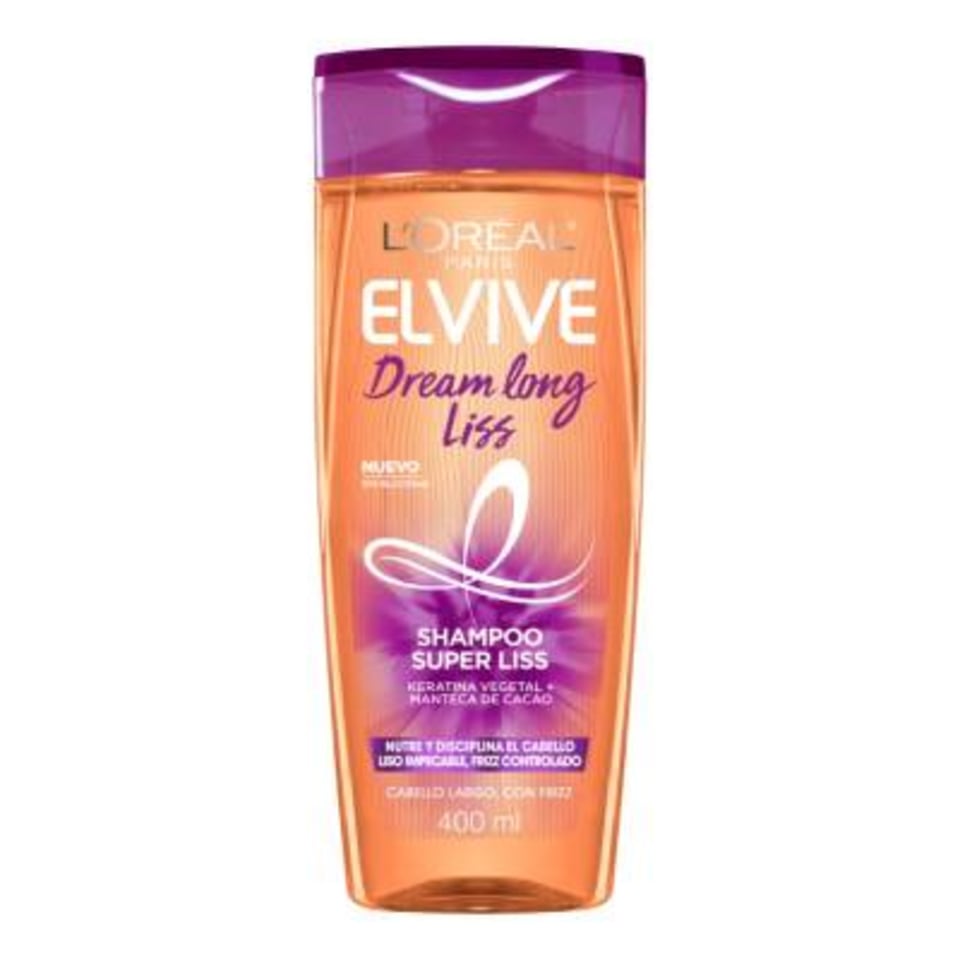 L'ORÉAL
PARIS
ELVIVE
Dream long
Liss
NUEVO
SHAMPOO
SUPER LISS
KERATINA VEGETAL +
MANTECA DE CACAO
NUTRE Y DISCIPLINA EL CABELLO
LISO IMPECABLE, FRIZZ CONTROLADO
CABELLO LARGO, CON FRIZZ
400 ml